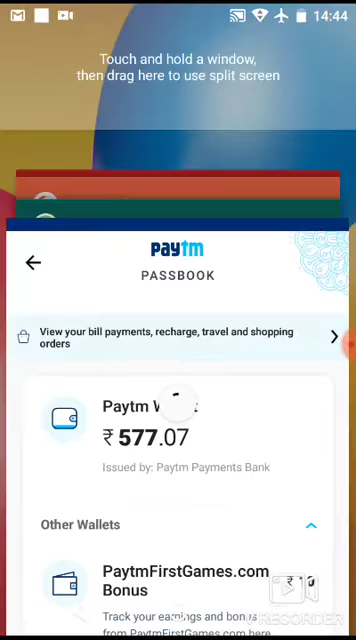 14:44
Touch and hold a window,
then drag here to use split screen
paytm
PASSBOOK
View your bill payments, recharge, travel and shopping
orders
Paytm
₹ 577.07
Issued by: Paytm Payments Bank
Other Wallets
PaytmFirstGames.com
Bonus
Track your earnings and bonus
from PaytmFirstGames.com here
U RECORDER